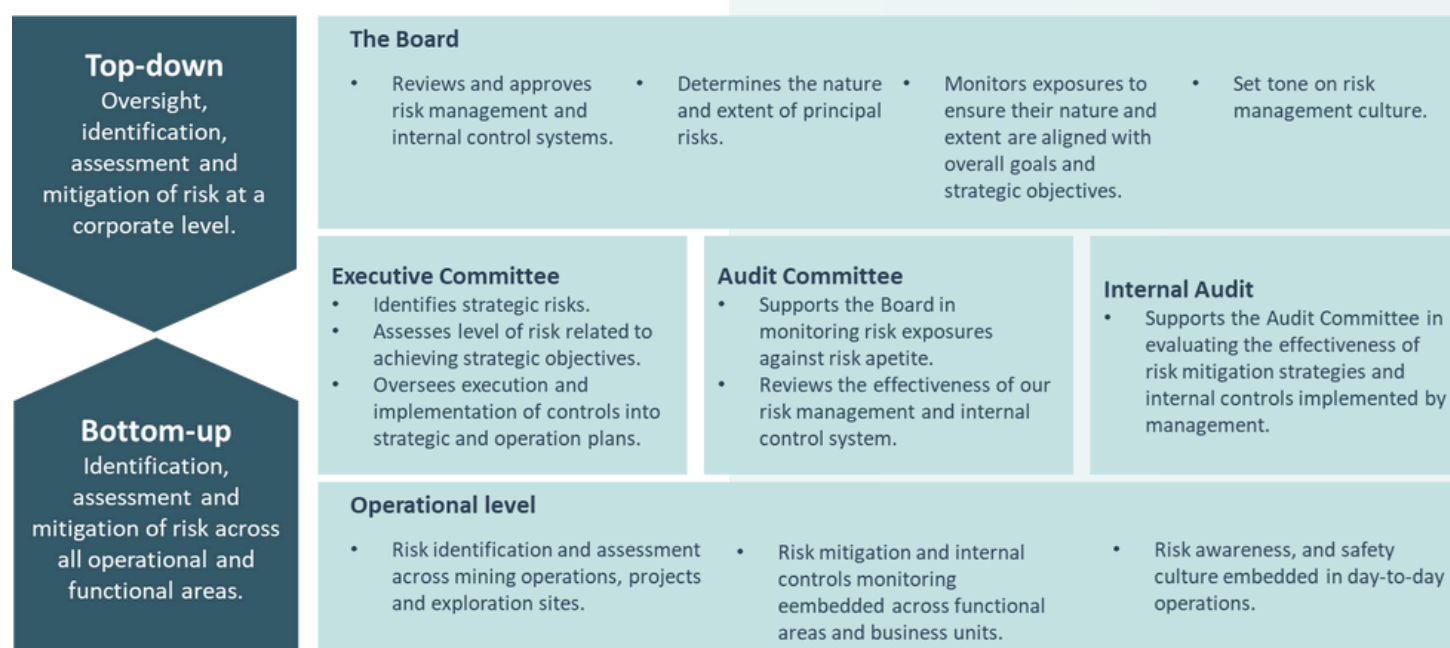 Top-down
Oversight,
identification,
assessment and
mitigation of risk at a
corporate level.
Bottom-up
Identification,
assessment and
mitigation of risk across
all operational and
functional areas.
The Board
• Reviews and approves
risk management and
internal control systems.
• Determines the nature
and extent of principal
risks.
• Monitors exposures to
ensure their nature and
extent are aligned with
overall goals and
strategic objectives.
• Set tone on risk
management culture.
Executive Committee
• Identifies strategic risks.
• Assesses level of risk related to
achieving strategic objectives.
• Oversees execution and
implementation of controls into
strategic and operation plans.
Audit Committee
• Supports the Board in
monitoring risk exposures
against risk apetite.
• Reviews the effectiveness of our
risk management and internal
control system.
Internal Audit
• Supports the Audit Committee in
evaluating the effectiveness of
risk mitigation strategies and
internal controls implemented by
management.
Operational level
• Risk identification and assessment
across mining operations, projects
and exploration sites.
• Risk mitigation and internal
controls monitoring
eembedded across functional
areas and business units.
• Risk awareness, and safety
culture embedded in day-to-day
operations.